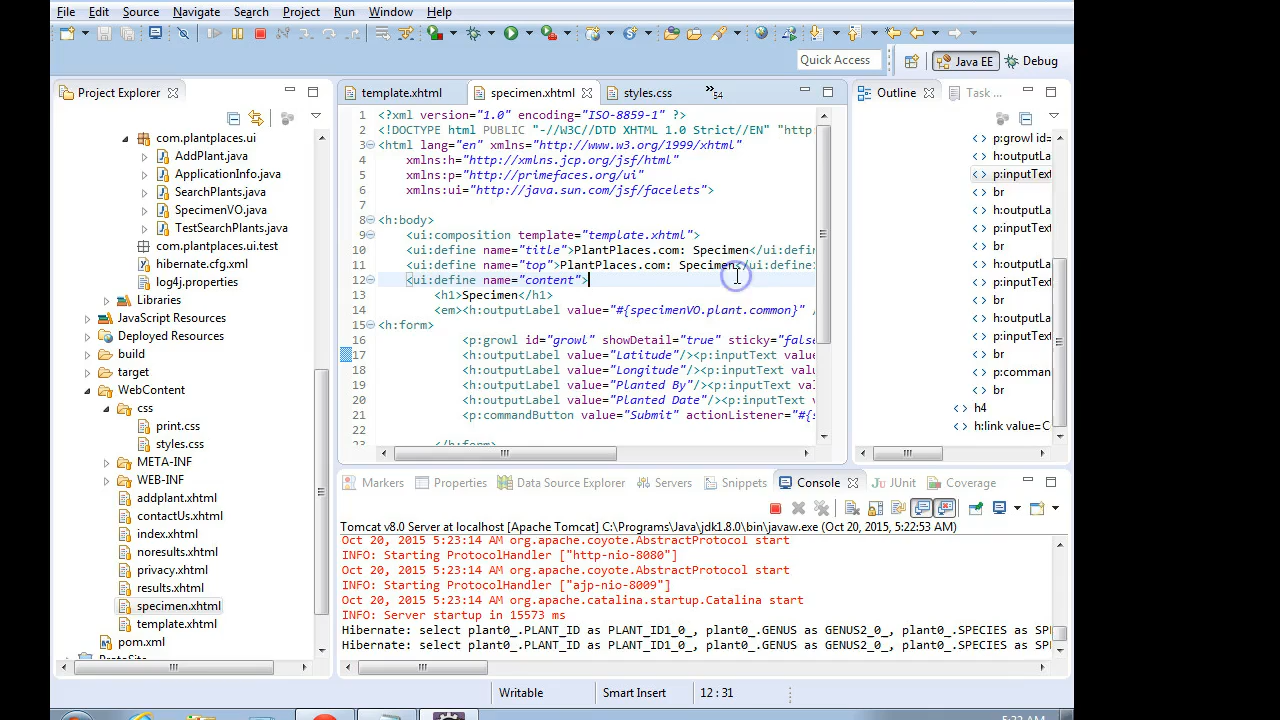 File Edit Source Navigate Search Project Run Window Help
Quick Access
Java EE
Debug
Project Explorer
com.plantplaces.ui
AddPlant.java
ApplicationInfo.java
SearchPlants.java
SpecimenVO.java
TestSearchPlants.java
com.plantplaces.ui.test
hibernate.cfg.xml
log4j.properties
Libraries
JavaScript Resources
Deployed Resources
build
target
WebContent
css
print.css
styles.css
META-INF
WEB-INF
addplant.xhtml
contactUs.xhtml
index.xhtml
noresults.xhtml
privacy.xhtml
results.xhtml
specimen.xhtml
template.xhtml
pom.xml
template.xhtml
specimen.xhtml
styles.css
54
1 <?xml version="1.0" encoding="ISO-8859-1" ?>
2 <!DOCTYPE html PUBLIC "-//W3C//DTD XHTML 1.0 Strict//EN" "http
3 <html lang="en" xmlns="http://www.w3.org/1999/xhtml"
4 xmlns:h="http://xmlns.jcp.org/jsf/html"
5 xmlns:p="http://primefaces.org/ui"
6 xmlns:ui="http://java.sun.com/jsf/facelets">
7
8 <h:body>
9 <ui:composition template="template.xhtml">
10 <ui:define name="title">PlantPlaces.com: Specimen</ui:defin
11 <ui:define name="top">PlantPlaces.com: Specimen</ui:define>
12 <ui:define name="content">
13 <h1>Specimen</h1>
14 <em><h:outputLabel value="#{specimenVO.plant.common}" /
15 <h:form>
16 <p:growl id="growl" showDetail="true" sticky="false
17 <h:outputLabel value="Latitude"/><p:inputText value
18 <h:outputLabel value="Longitude"/><p:inputText valu
19 <h:outputLabel value="Planted By"/><p:inputText val
20 <h:outputLabel value="Planted Date"/><p:inputText v
21 <p:commandButton value="Submit" actionListener="#{s
22
23 </h:form>
Outline
Task ...
p:growl id=
h:outputLa
p:inputText
br
h:outputLa
p:inputText
br
h:outputLa
p:inputText
br
h:outputLa
p:inputText
br
p:comman
br
h4
h:link value=C
Markers
Properties
Data Source Explorer
Servers
Snippets
Console
JUnit
Coverage
Tomcat v8.0 Server at localhost [Apache Tomcat] C:\Programs\Java\jdk1.8.0\bin\javaw.exe (Oct 20, 2015, 5:22:53 AM)
Oct 20, 2015 5:23:14 AM org.apache.coyote.AbstractProtocol start
INFO: Starting ProtocolHandler ["http-nio-8080"]
Oct 20, 2015 5:23:14 AM org.apache.coyote.AbstractProtocol start
INFO: Starting ProtocolHandler ["ajp-nio-8009"]
Oct 20, 2015 5:23:14 AM org.apache.catalina.startup.Catalina start
INFO: Server startup in 15573 ms
Hibernate: select plant0_.PLANT_ID as PLANT_ID1_0_, plant0_.GENUS as GENUS2_0_, plant0_.SPECIES as SPE
Hibernate: select plant0_.PLANT_ID as PLANT_ID1_0_, plant0_.GENUS as GENUS2_0_, plant0_.SPECIES as SPE
Writable
Smart Insert
12 : 31